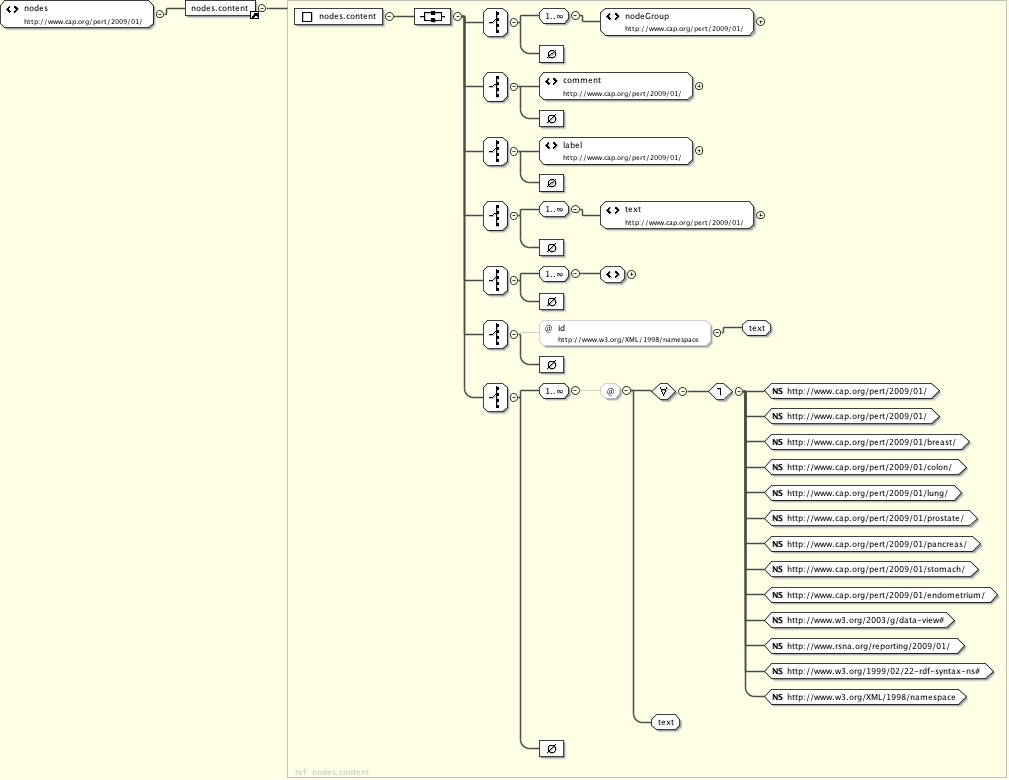 nodes
http://www.cap.org/pert/2009/01/
nodes.content
nodes.content
1..∞
nodeGroup
http://www.cap.org/pert/2009/01/
Ø
comment
http://www.cap.org/pert/2009/01/
Ø
label
http://www.cap.org/pert/2009/01/
Ø
1..∞
text
http://www.cap.org/pert/2009/01/
Ø
1..∞
Ø
@ id
http://www.w3.org/XML/1998/namespace
text
Ø
1..∞
@
∀
ㄱ
NS http://www.cap.org/pert/2009/01/
NS http://www.cap.org/pert/2009/01/
NS http://www.cap.org/pert/2009/01/breast/
NS http://www.cap.org/pert/2009/01/colon/
NS http://www.cap.org/pert/2009/01/lung/
NS http://www.cap.org/pert/2009/01/prostate/
NS http://www.cap.org/pert/2009/01/pancreas/
NS http://www.cap.org/pert/2009/01/stomach/
NS http://www.cap.org/pert/2009/01/endometrium/
NS http://www.w3.org/2003/g/data-view#
NS http://www.rsna.org/reporting/2009/01/
NS http://www.w3.org/1999/02/22-rdf-syntax-ns#
NS http://www.w3.org/XML/1998/namespace
text
Ø
ref: nodes.content